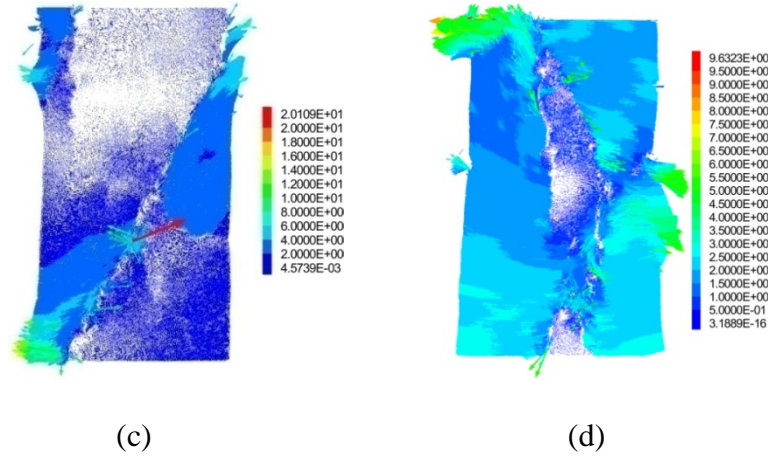 2.0109E+01
2.0000E+01
1.8000E+01
1.6000E+01
1.4000E+01
1.2000E+01
1.0000E+01
8.0000E+00
6.0000E+00
4.0000E+00
2.0000E+00
4.5739E-03
9.6323E+00
9.5000E+00
9.0000E+00
8.5000E+00
8.0000E+00
7.5000E+00
7.0000E+00
6.5000E+00
6.0000E+00
5.5000E+00
5.0000E+00
4.5000E+00
4.0000E+00
3.5000E+00
3.0000E+00
2.5000E+00
2.0000E+00
1.5000E+00
1.0000E+00
5.0000E-01
3.1889E-16
(c)
(d)